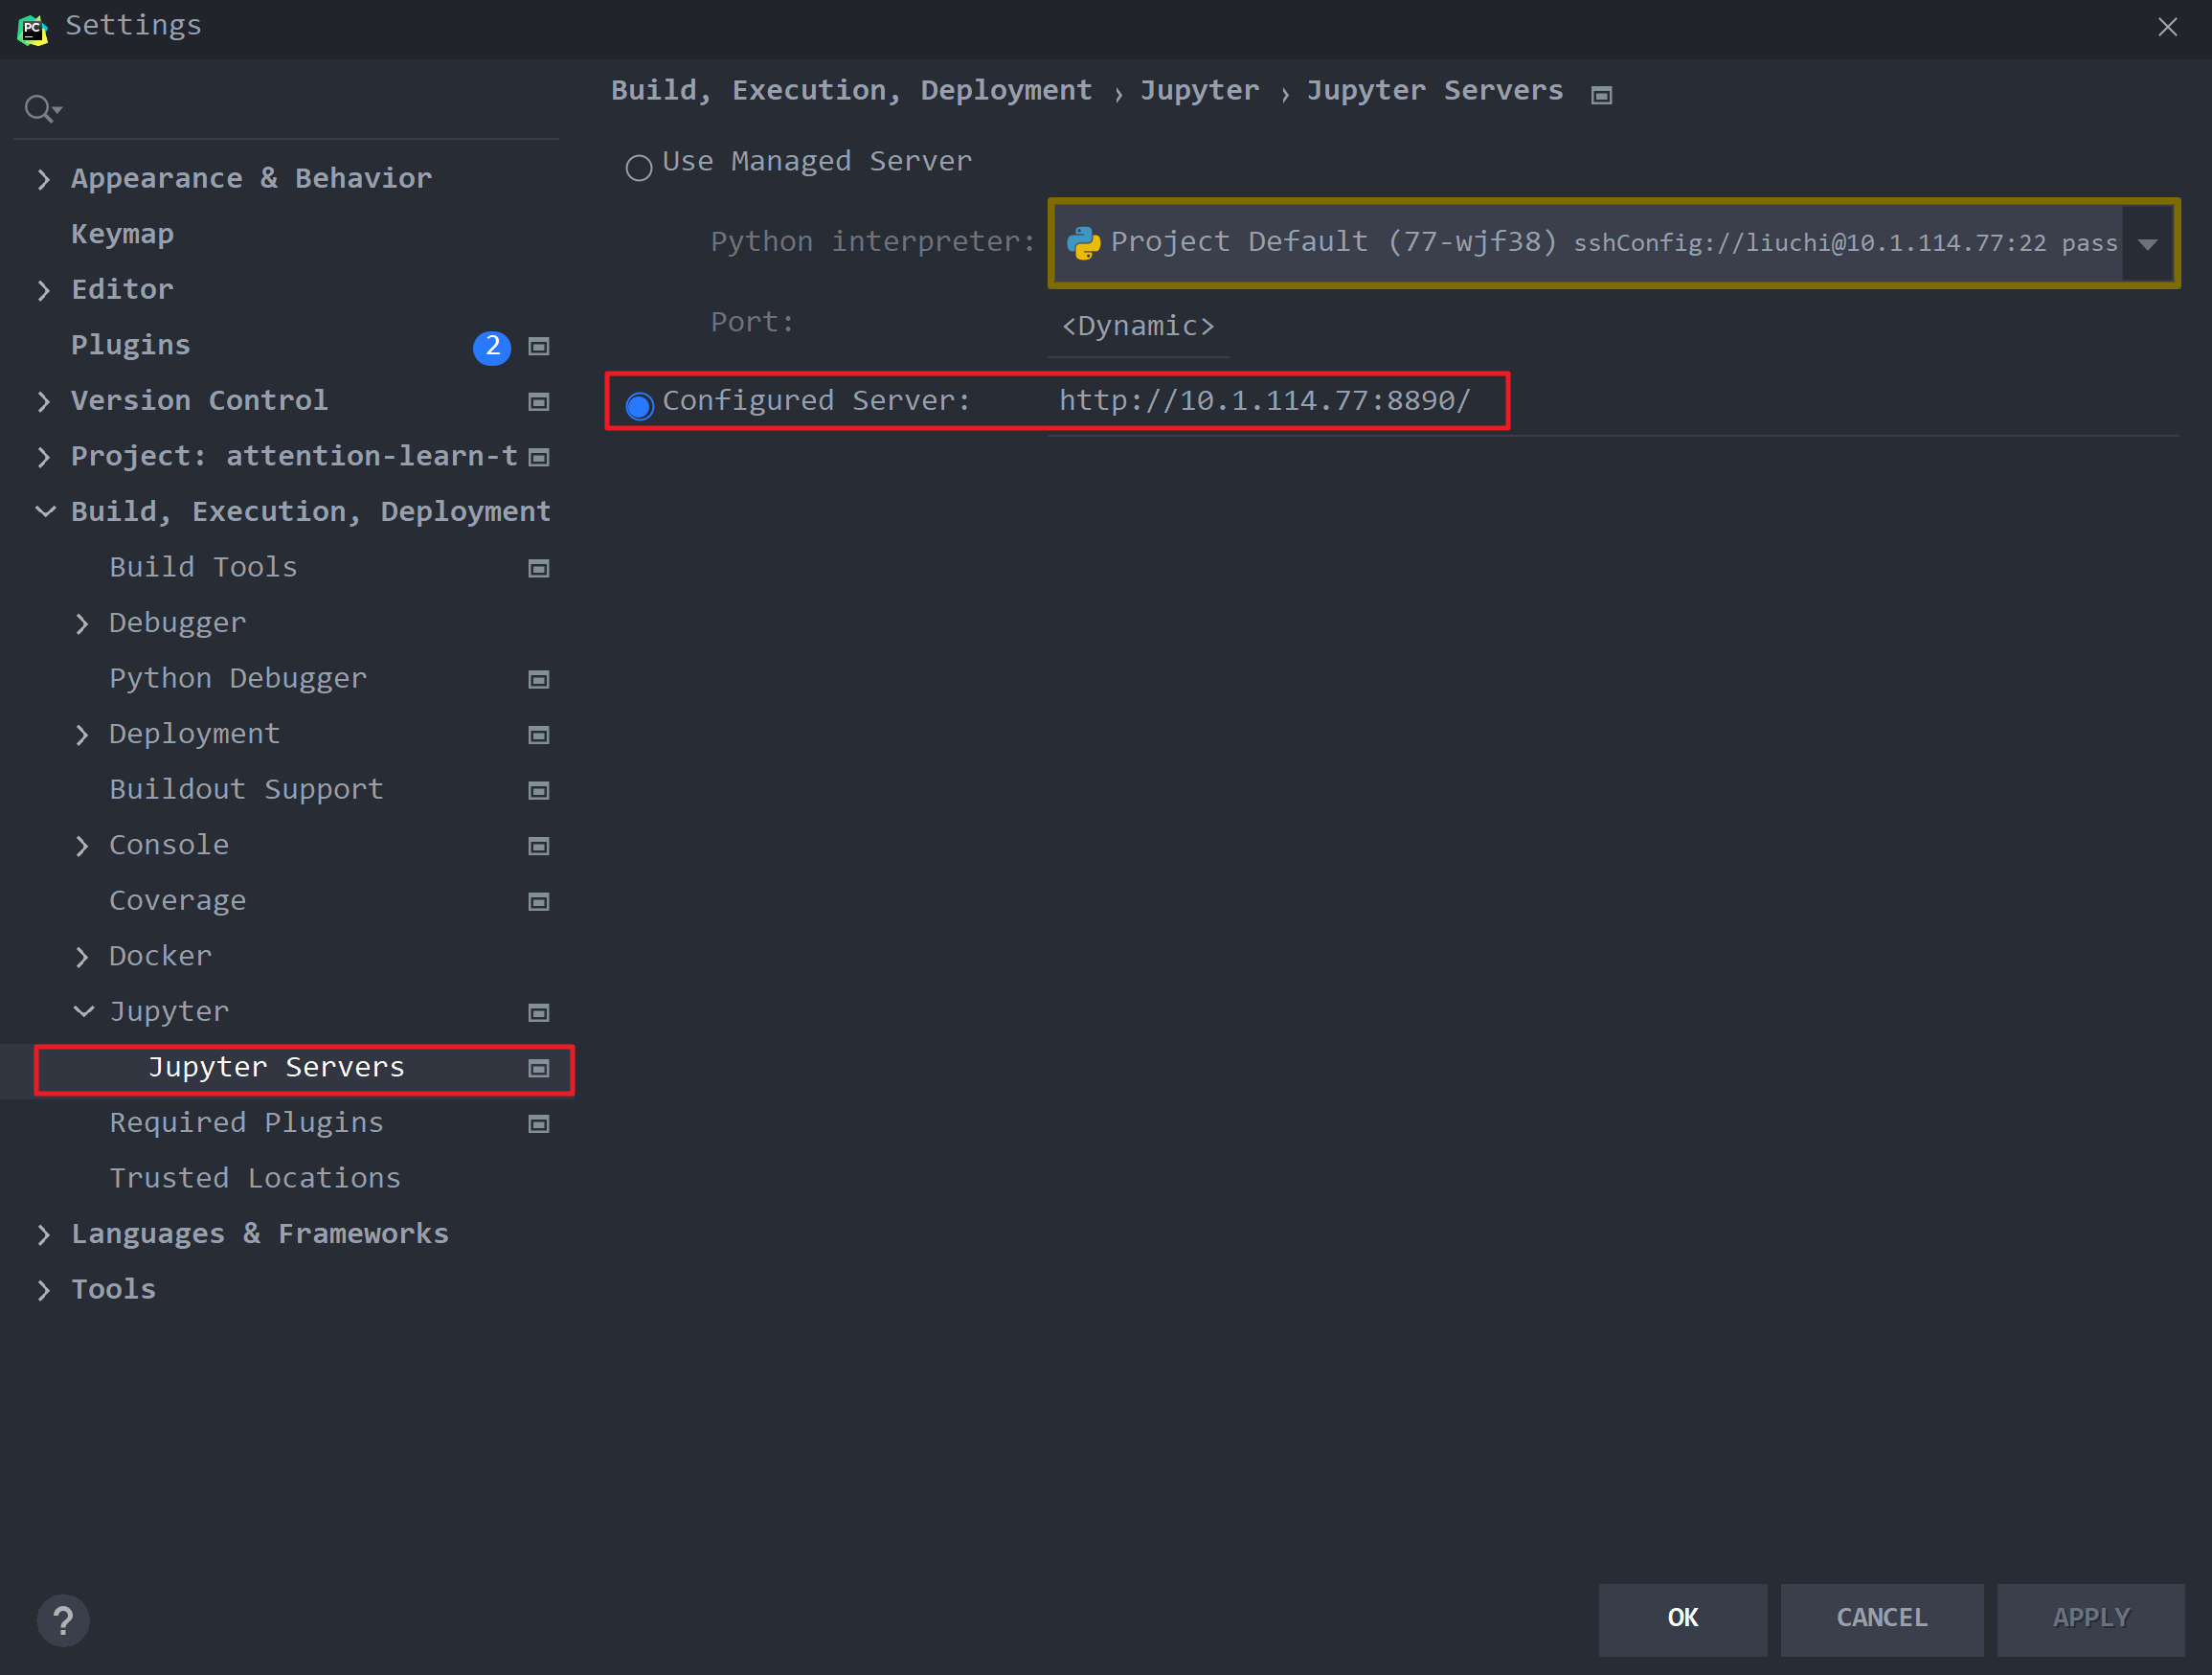 PC
Settings
Build, Execution, Deployment › Jupyter › Jupyter Servers
Appearance & Behavior
Keymap
Editor
Plugins 2
Version Control
Project: attention-learn-t
Build, Execution, Deployment
Build Tools
Debugger
Python Debugger
Deployment
Buildout Support
Console
Coverage
Docker
Jupyter
Jupyter Servers
Required Plugins
Trusted Locations
Languages & Frameworks
Tools
Use Managed Server
Python interpreter: Project Default (77-wjf38) sshConfig://liuchi@10.1.114.77:22 pass
Port: <Dynamic>
Configured Server: http://10.1.114.77:8890/
?
OK CANCEL APPLY